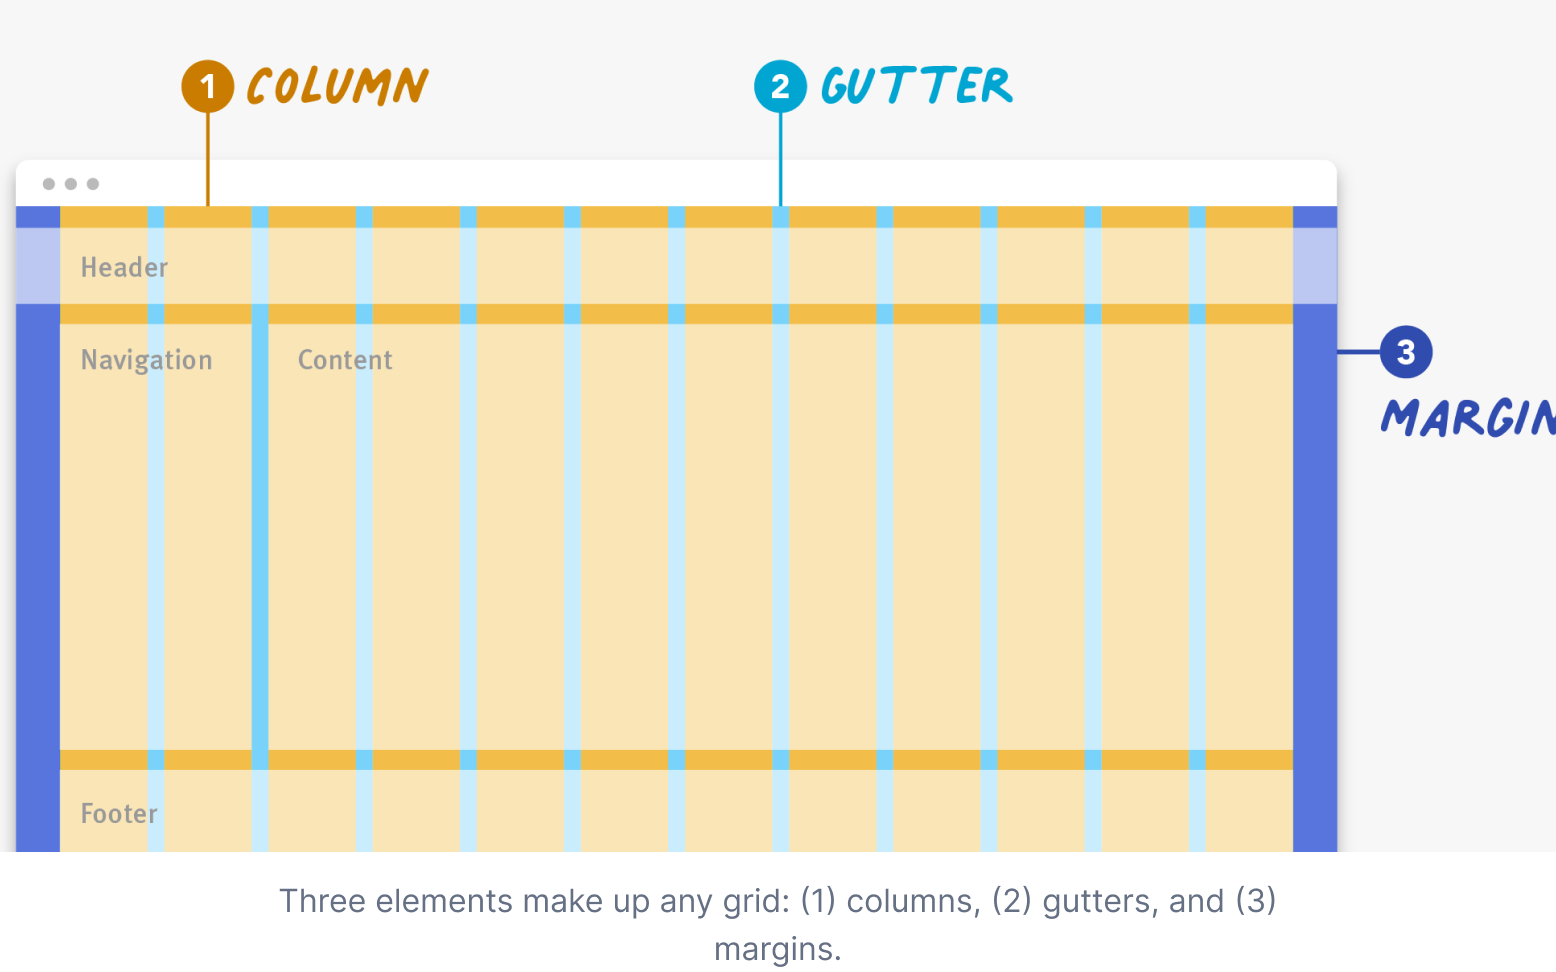 1 COLUMN
2 GUTTER
Header
Navigation
Content
3
MARGIN
Footer
Three elements make up any grid: (1) columns, (2) gutters, and (3)
margins.